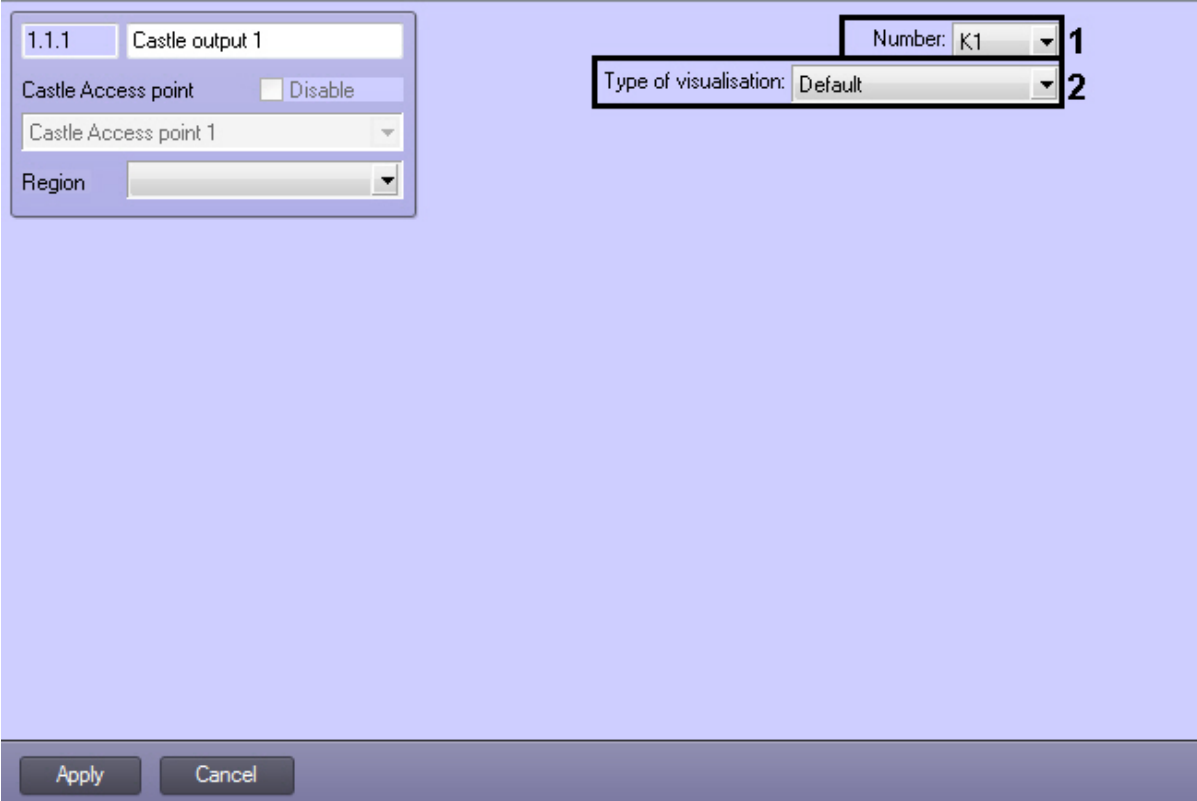 1.1.1 Castle output 1
Castle Access point Disable
Castle Access point 1
Region
Number: K1 1
Type of visualisation: Default 2
Apply Cancel